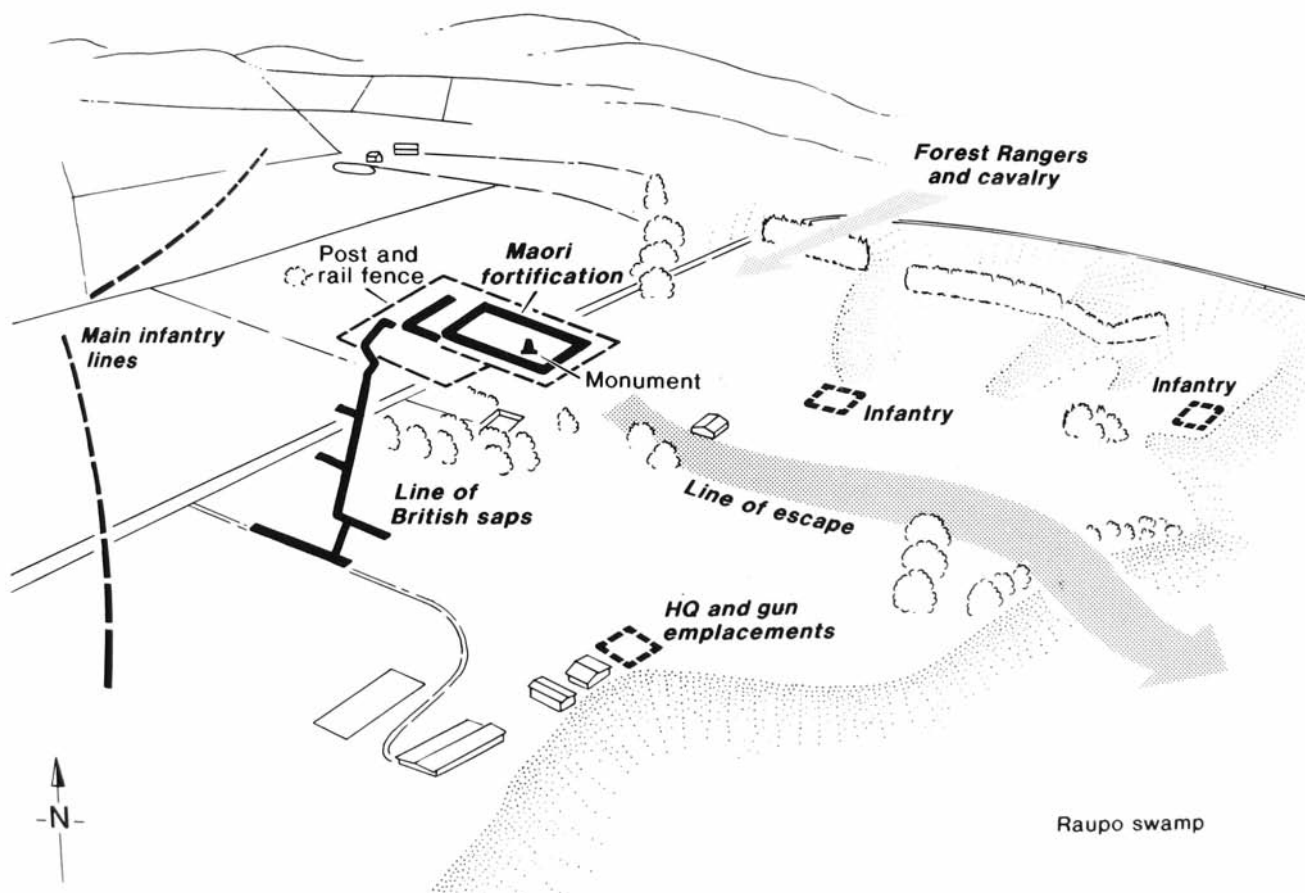 Forest Rangers
and cavalry
Post and
rail fence
Maori
fortification
Main infantry
lines
Monument
Infantry
Infantry
Line of
British saps
Line of escape
HQ and gun
emplacements
-N-
Raupo swamp